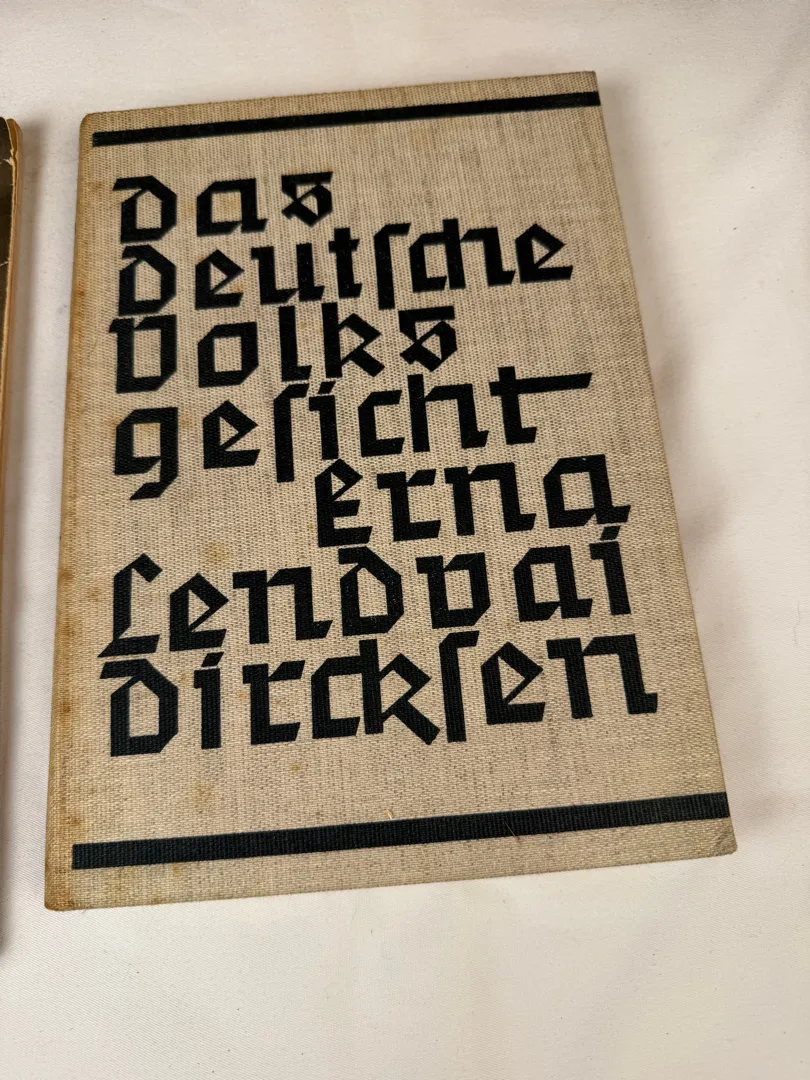 das
deutſche
Volks
geſicht
Erna
Lendvai
dirckſen